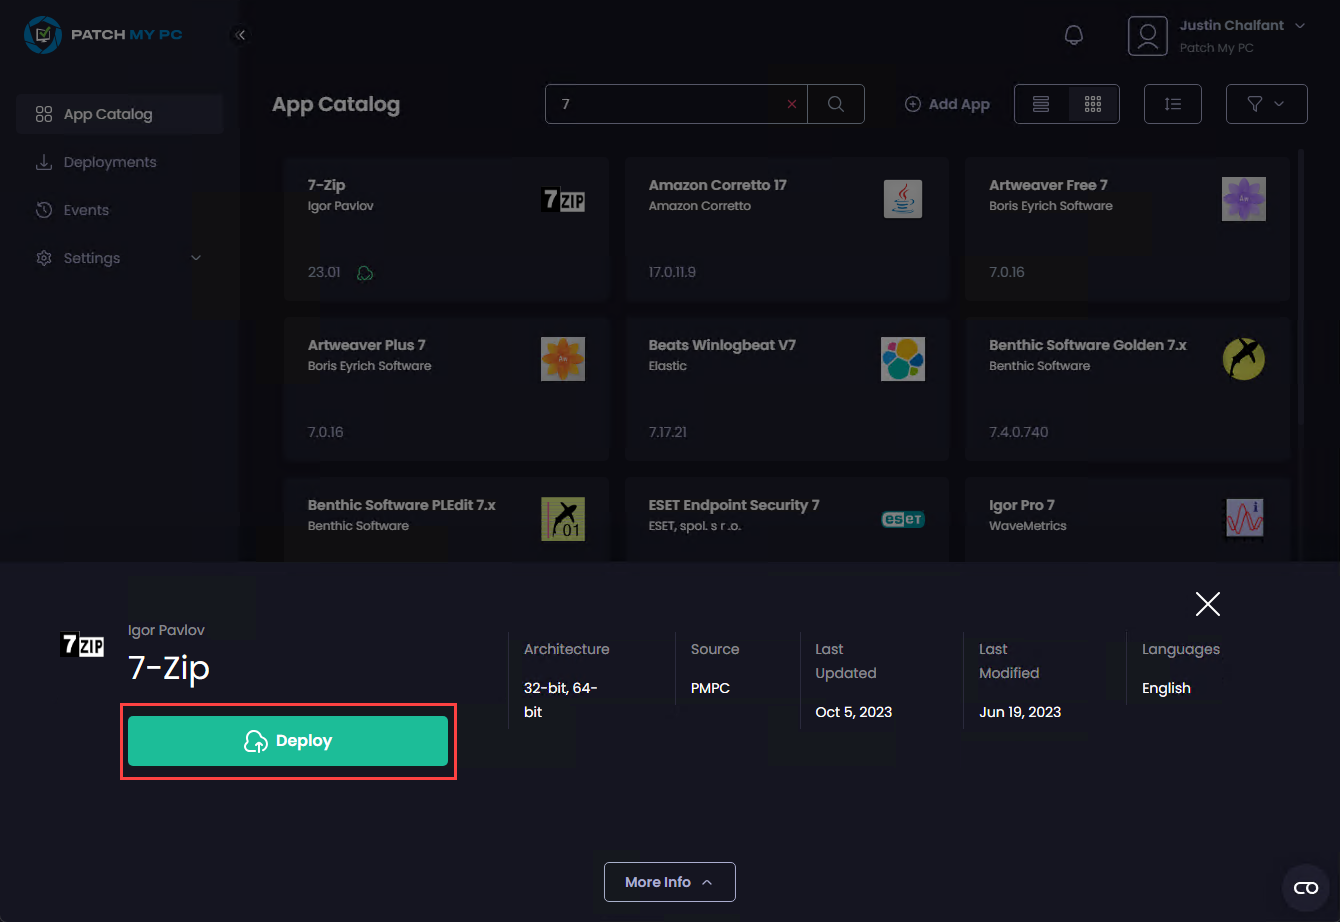 PATCH MY PC
Justin Chalfant
Patch My PC
App Catalog
Deployments
Events
Settings
App Catalog
7
Add App
7-Zip
Igor Pavlov
7ZIP
23.01
Amazon Corretto 17
Amazon Corretto
17.0.11.9
Artweaver Free 7
Boris Eyrich Software
Aw
7.0.16
Artweaver Plus 7
Boris Eyrich Software
Aw
7.0.16
Beats Winlogbeat V7
Elastic
7.17.21
Benthic Software Golden 7.x
Benthic Software
7.4.0.740
Benthic Software PLEdit 7.x
Benthic Software
01
ESET Endpoint Security 7
ESET, spol. s r .o.
eseT
Igor Pro 7
WaveMetrics
i
7ZIP
Igor Pavlov
7-Zip
Deploy
Architecture
32-bit, 64-
bit
Source
PMPC
Last
Updated
Oct 5, 2023
Last
Modified
Jun 19, 2023
Languages
English
More Info